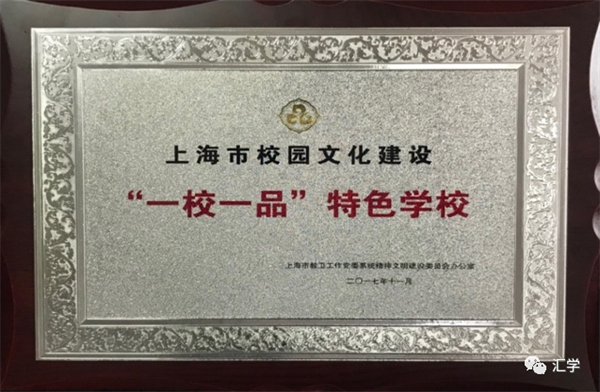 上海市校园文化建设
“一校一品”特色学校
上海市教卫工作党委系统精神文明建设委员会办公室
二〇一七年十一月
汇学